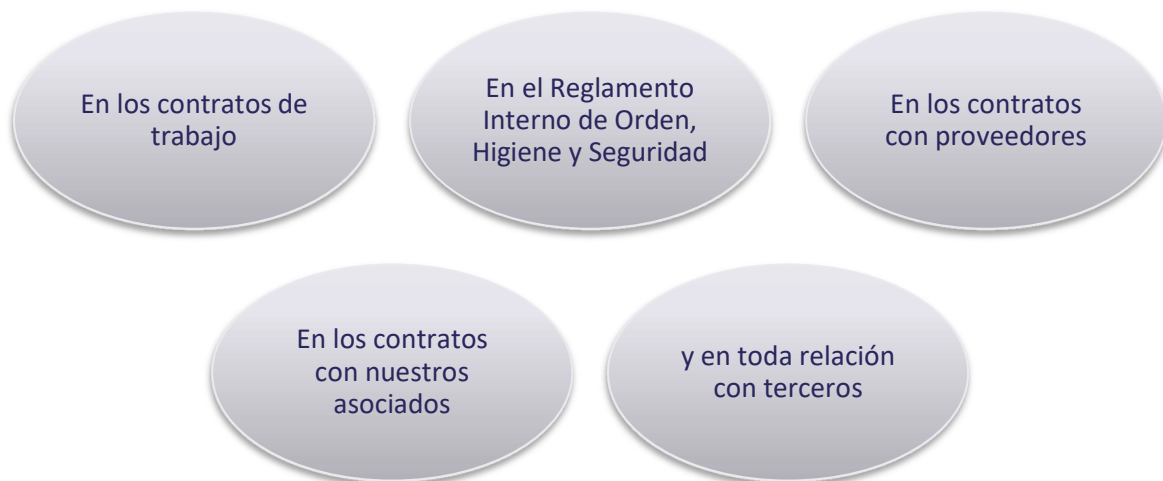 En los contratos de
trabajo
En el Reglamento
Interno de Orden,
Higiene y Seguridad
En los contratos
con proveedores
En los contratos
con nuestros
asociados
y en toda relación
con terceros